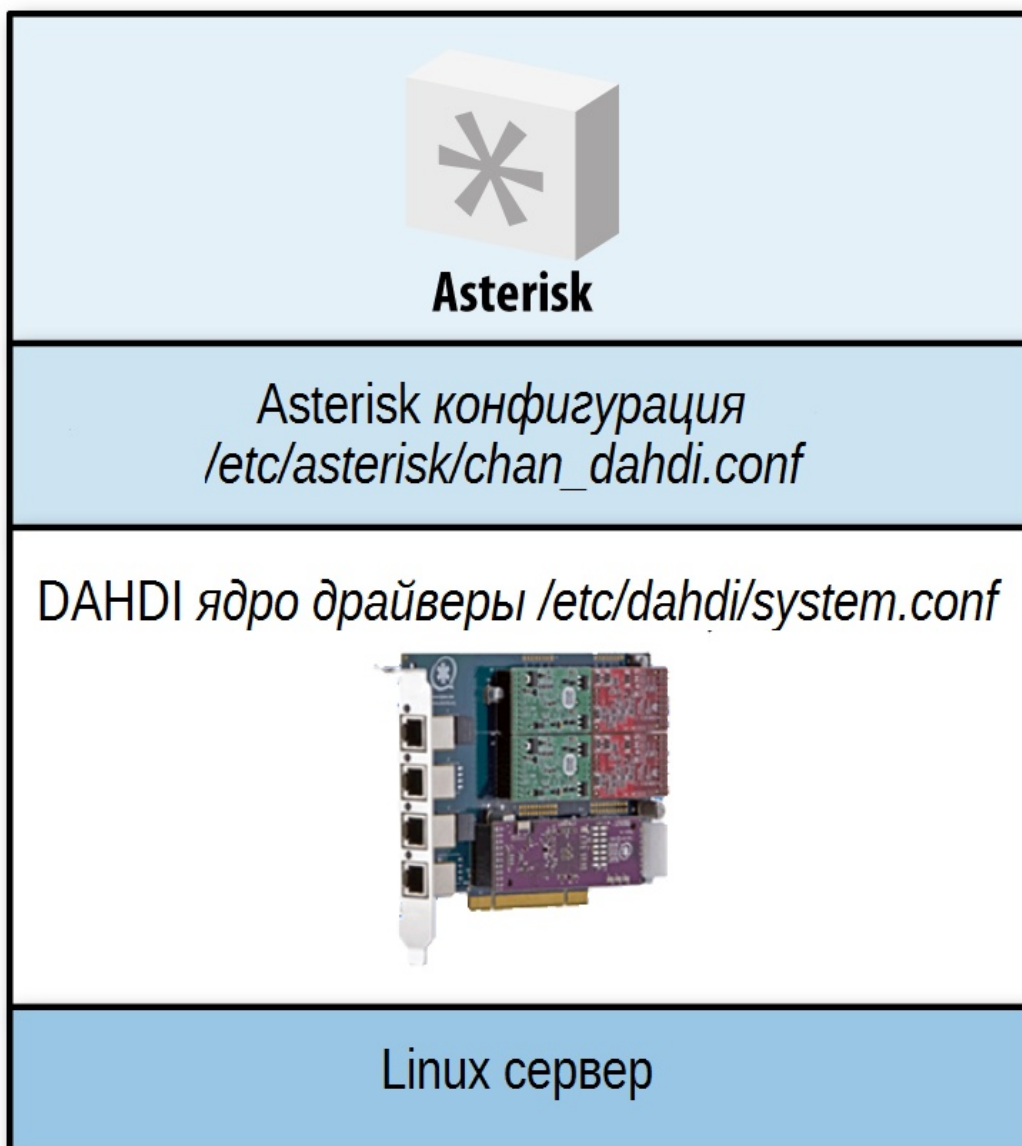 Asterisk
Asterisk конфигурация
/etc/asterisk/chan_dahdi.conf
DAHDI ядро драйверы /etc/dahdi/system.conf
Linux сервер